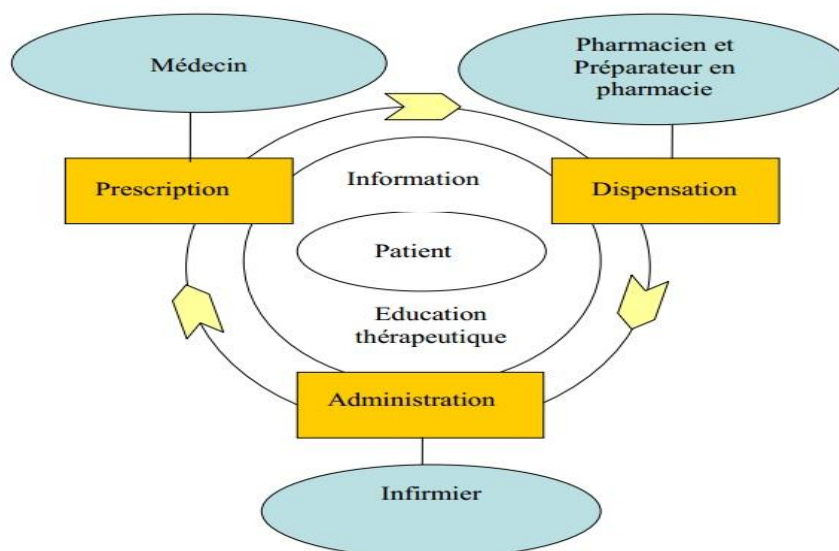 Médecin
Pharmacien et
Préparateur en
pharmacie
Prescription
Information
Dispensation
Patient
Education
thérapeutique
Administration
Infirmier